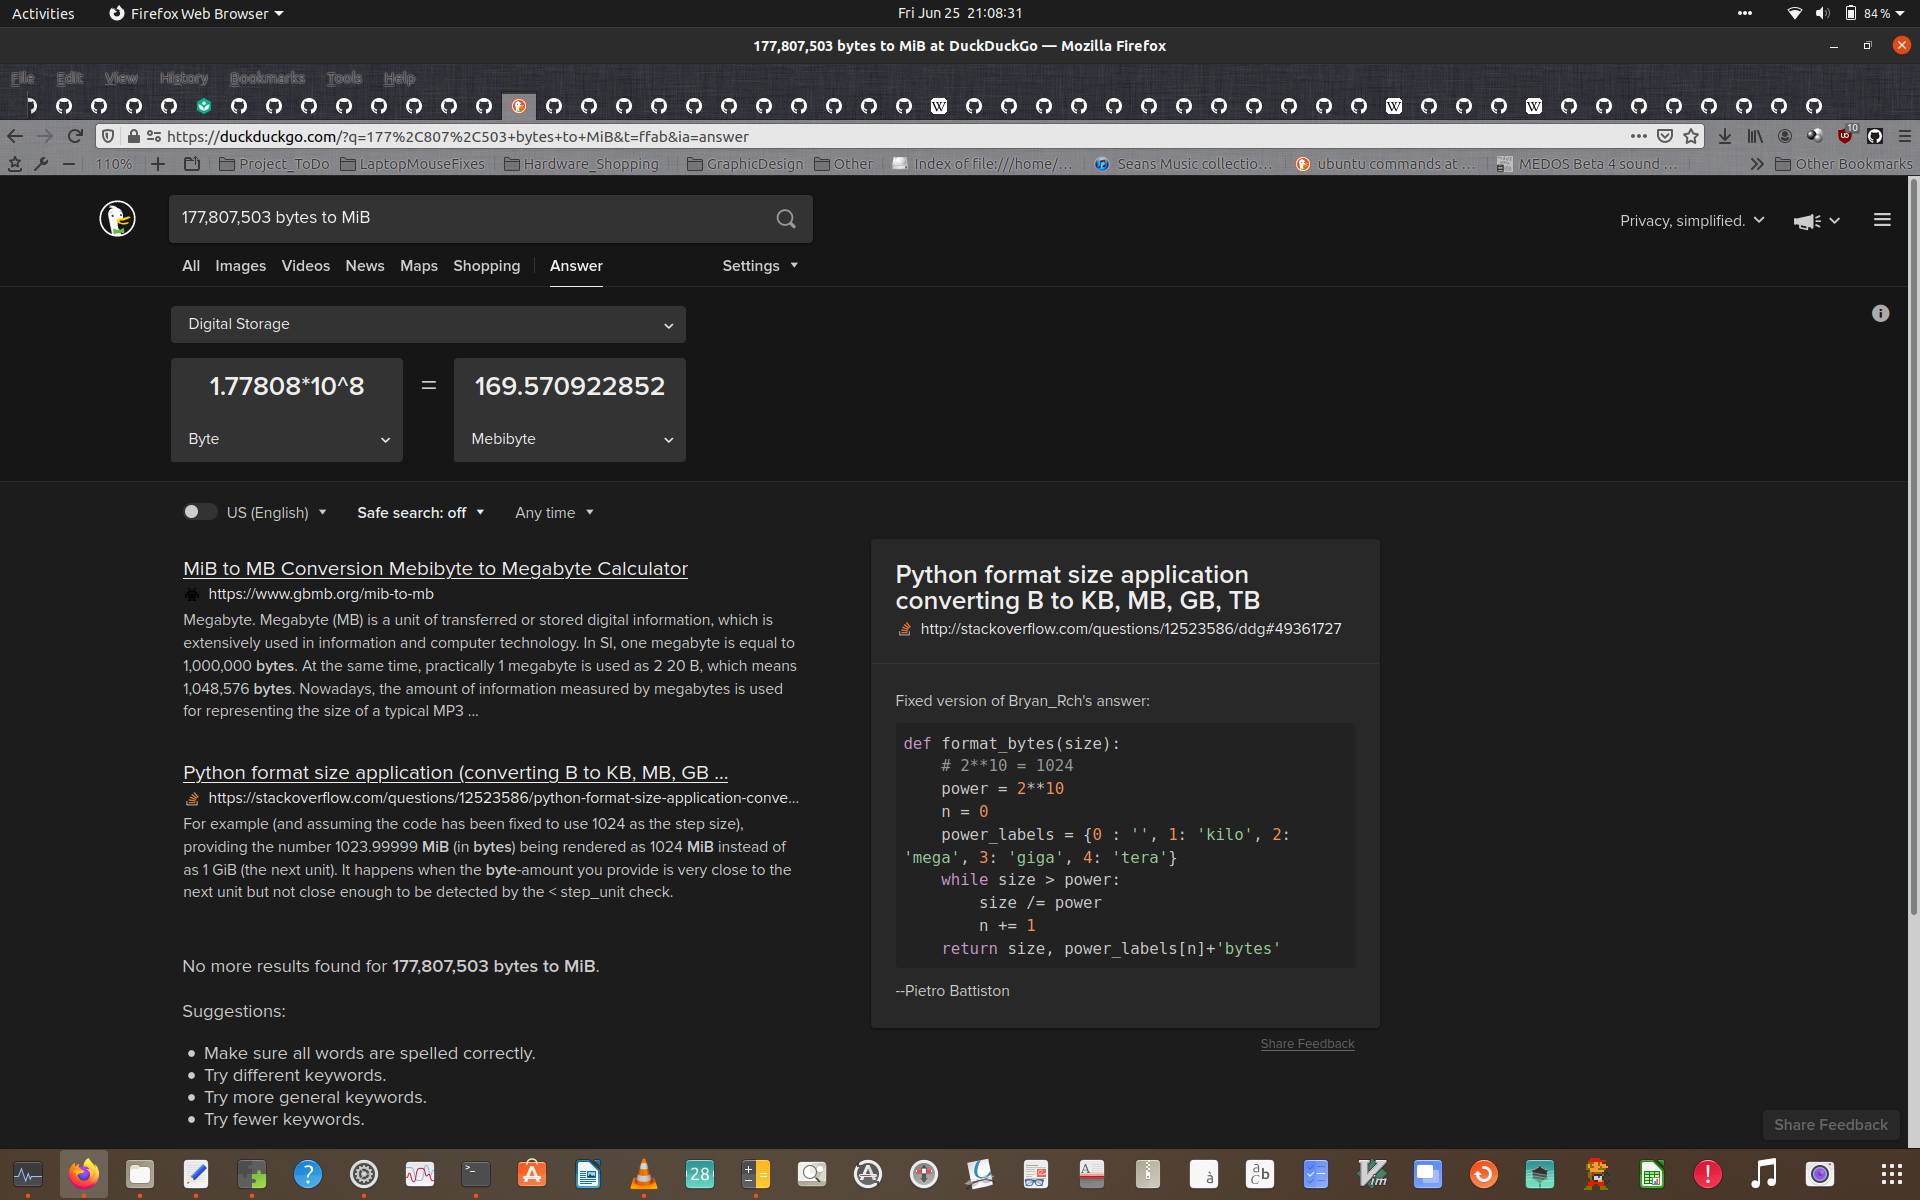 Activities
Firefox Web Browser
Fri Jun 25 21:08:31
84 %
177,807,503 bytes to MiB at DuckDuckGo — Mozilla Firefox
File Edit View History Bookmarks Tools Help
https://duckduckgo.com/?q=177%2C807%2C503+bytes+to+MiB&t=ffab&ia=answer
10
110%
Project_ToDo
LaptopMouseFixes
Hardware_Shopping
GraphicDesign
Other
Index of file:///home/...
Seans Music collectio...
ubuntu commands at ...
MEDOS Beta 4 sound ...
Other Bookmarks
177,807,503 bytes to MiB
Privacy, simplified.
All Images Videos News Maps Shopping Answer
Settings
Digital Storage
1.77808*10^8 = 169.570922852
Byte
Mebibyte
US (English)
Safe search: off
Any time
MiB to MB Conversion Mebibyte to Megabyte Calculator
https://www.gbmb.org/mib-to-mb
Megabyte. Megabyte (MB) is a unit of transferred or stored digital information, which is
extensively used in information and computer technology. In SI, one megabyte is equal to
1,000,000 bytes. At the same time, practically 1 megabyte is used as 2 20 B, which means
1,048,576 bytes. Nowadays, the amount of information measured by megabytes is used
for representing the size of a typical MP3 ...
Python format size application (converting B to KB, MB, GB ...
https://stackoverflow.com/questions/12523586/python-format-size-application-conve...
For example (and assuming the code has been fixed to use 1024 as the step size),
providing the number 1023.99999 MiB (in bytes) being rendered as 1024 MiB instead of
as 1 GiB (the next unit). It happens when the byte-amount you provide is very close to the
next unit but not close enough to be detected by the < step_unit check.
No more results found for 177,807,503 bytes to MiB.
Suggestions:
Make sure all words are spelled correctly.
Try different keywords.
Try more general keywords.
Try fewer keywords.
Python format size application
converting B to KB, MB, GB, TB
http://stackoverflow.com/questions/12523586/ddg#49361727
Fixed version of Bryan_Rch's answer:
def format_bytes(size):
    # 2**10 = 1024
    power = 2**10
    n = 0
    power_labels = {0 : '', 1: 'kilo', 2:
'mega', 3: 'giga', 4: 'tera'}
    while size > power:
        size /= power
        n += 1
    return size, power_labels[n]+'bytes'
--Pietro Battiston
Share Feedback
Share Feedback
28